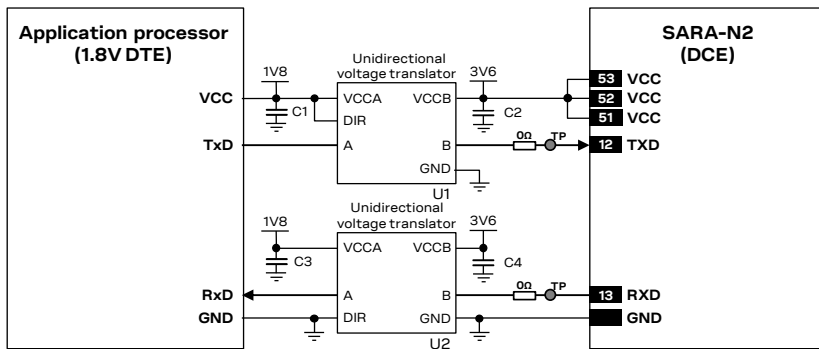 Application processor
(1.8V DTE)
VCC
TxD
RxD
GND
1V8
C1
Unidirectional
voltage translator
VCCA
DIR
A
VCCB
B
GND
U1
3V6
C2
0Ω
TP
1V8
C3
Unidirectional
voltage translator
VCCA
A
DIR
VCCB
B
GND
U2
3V6
C4
0Ω
TP
SARA-N2
(DCE)
53 VCC
52 VCC
51 VCC
12 TXD
13 RXD
GND